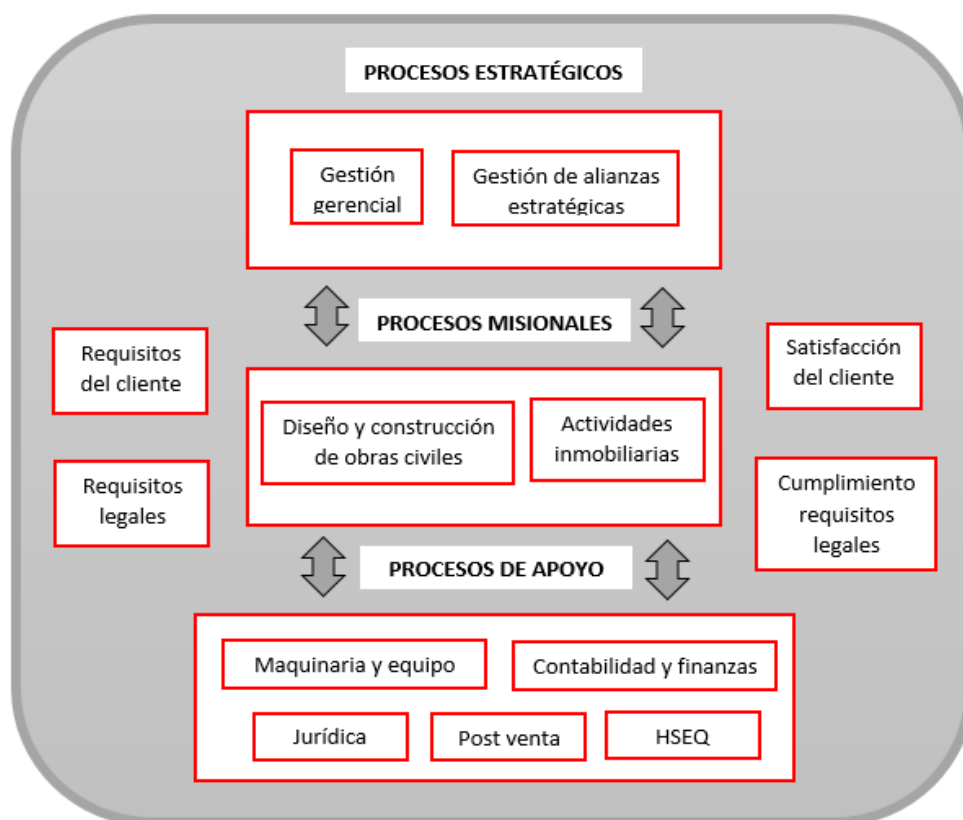 PROCESOS ESTRATÉGICOS
Gestión
gerencial
Gestión de alianzas
estratégicas
PROCESOS MISIONALES
Requisitos
del cliente
Satisfacción
del cliente
Diseño y construcción
de obras civiles
Actividades
inmobiliarias
Requisitos
legales
Cumplimiento
requisitos
legales
PROCESOS DE APOYO
Maquinaria y equipo
Contabilidad y finanzas
Jurídica
Post venta
HSEQ